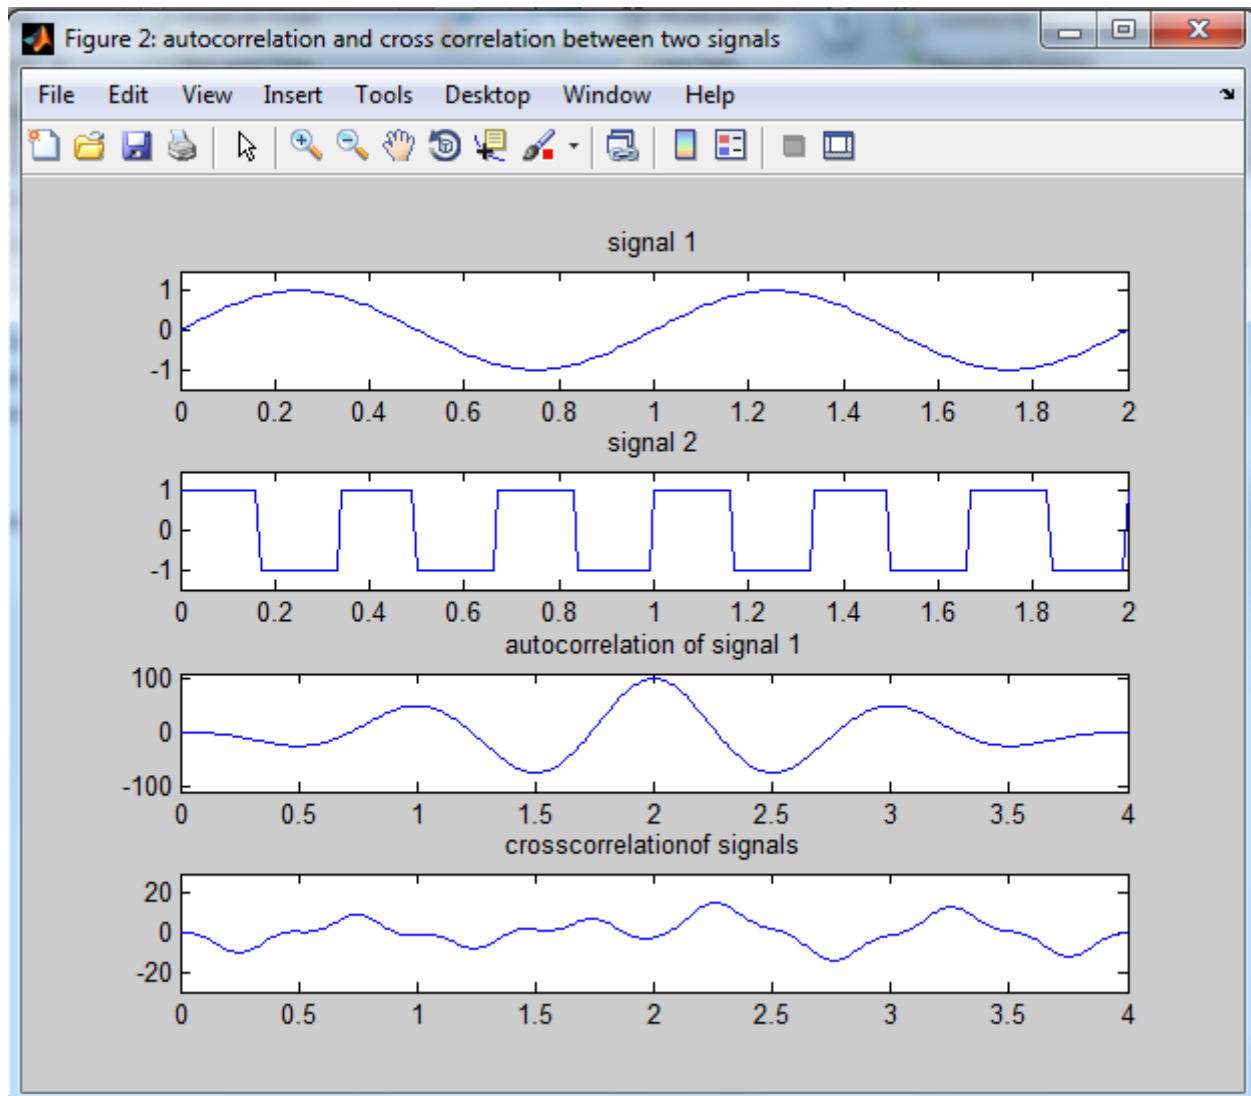 Figure 2: autocorrelation and cross correlation between two signals
File Edit View Insert Tools Desktop Window Help
signal 1
1
0
-1
0 0.2 0.4 0.6 0.8 1 1.2 1.4 1.6 1.8 2
signal 2
1
0
-1
0 0.2 0.4 0.6 0.8 1 1.2 1.4 1.6 1.8 2
autocorrelation of signal 1
100
0
-100
0 0.5 1 1.5 2 2.5 3 3.5 4
crosscorrelationof signals
20
0
-20
0 0.5 1 1.5 2 2.5 3 3.5 4